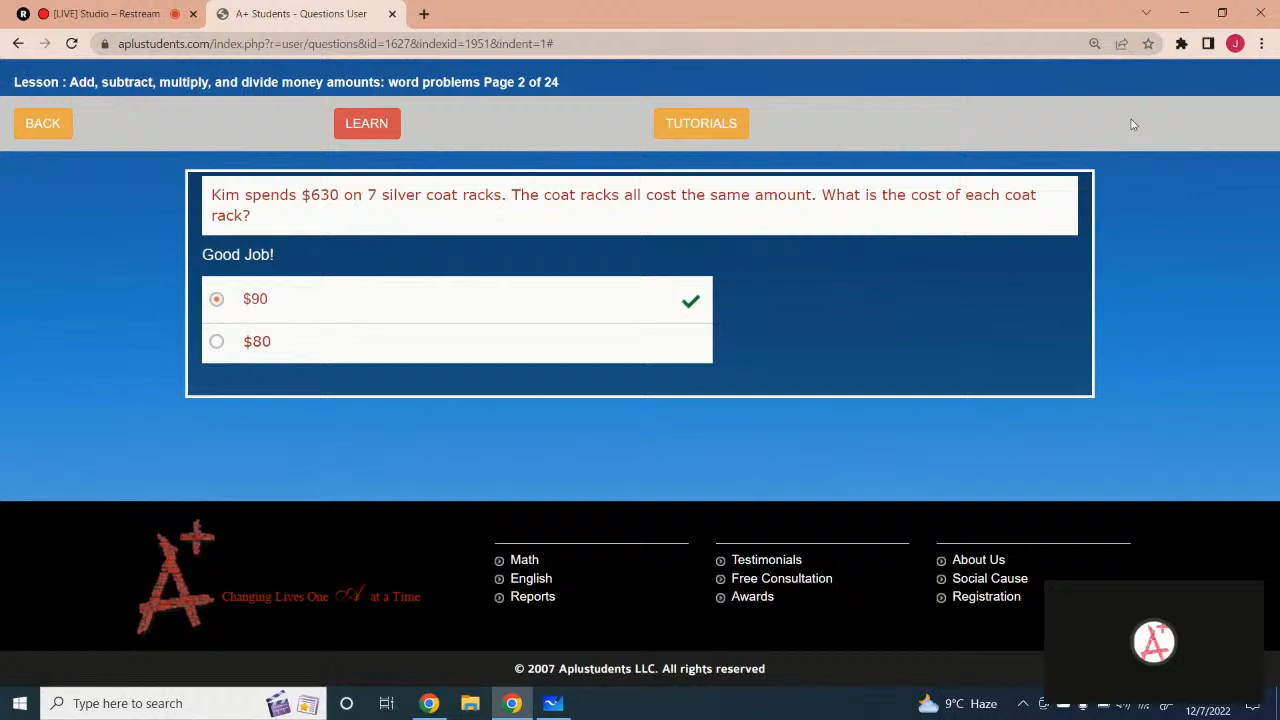 [LIVE] Studio – Restream
A+ Students - Questions User
aplustudents.com/index.php?r=user/questions&id=1627&indexid=1951&indent=1#
J
Lesson : Add, subtract, multiply, and divide money amounts: word problems Page 2 of 24
BACK
LEARN
TUTORIALS
Kim spends $630 on 7 silver coat racks. The coat racks all cost the same amount. What is the cost of each coat
rack?
Good Job!
$90
$80
A+
Changing Lives One A at a Time
Math
English
Reports
Testimonials
Free Consultation
Awards
About Us
Social Cause
Registration
A+
© 2007 Aplustudents LLC. All rights reserved
Type here to search
9°C Haze
12/7/2022